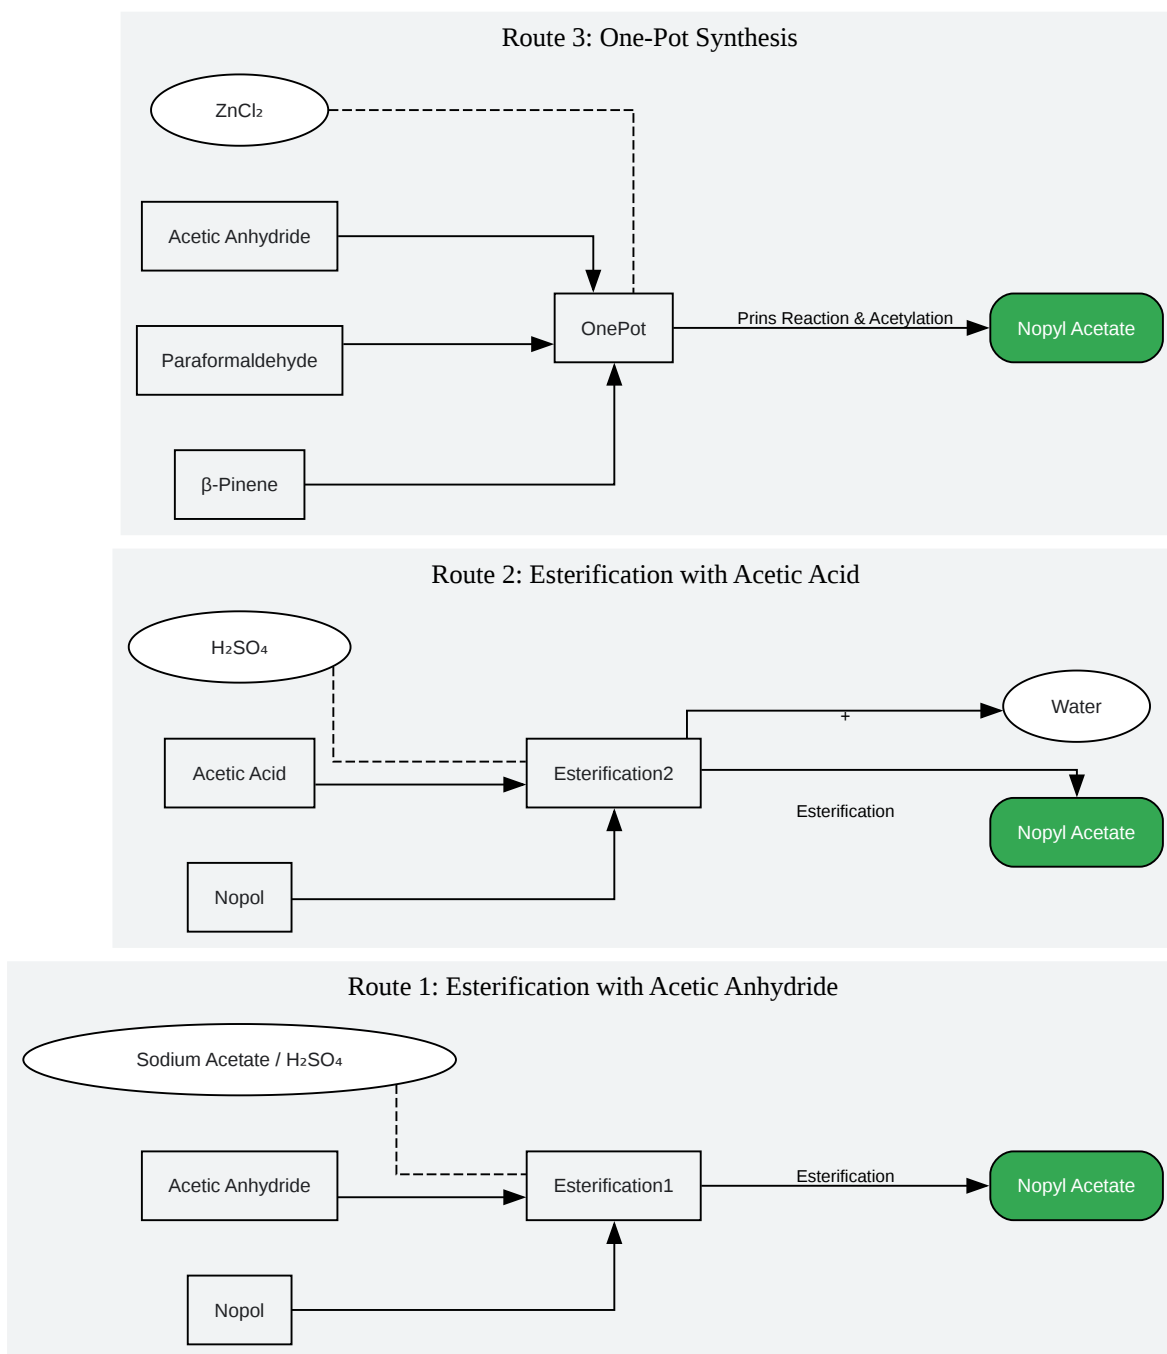 Route 3: One-Pot Synthesis
ZnCl₂
Acetic Anhydride
OnePot
Prins Reaction & Acetylation
Nopyl Acetate
Paraformaldehyde
β-Pinene
Route 2: Esterification with Acetic Acid
H₂SO₄
Water
+
Acetic Acid
Esterification2
Esterification
Nopyl Acetate
Nopol
Route 1: Esterification with Acetic Anhydride
Sodium Acetate / H₂SO₄
Acetic Anhydride
Esterification1
Esterification
Nopyl Acetate
Nopol